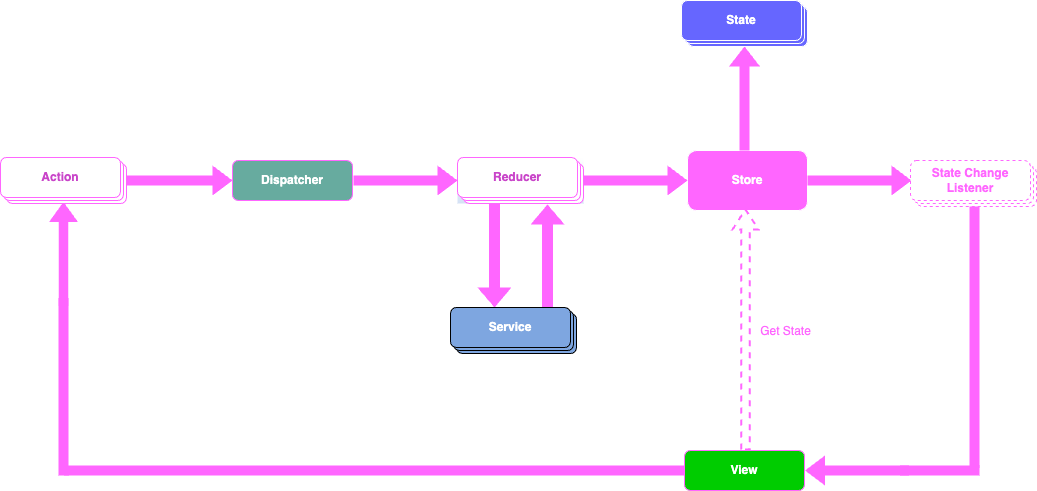 State
Action
Dispatcher
Reducer
Store
State Change
Listener
Service
Get State
View